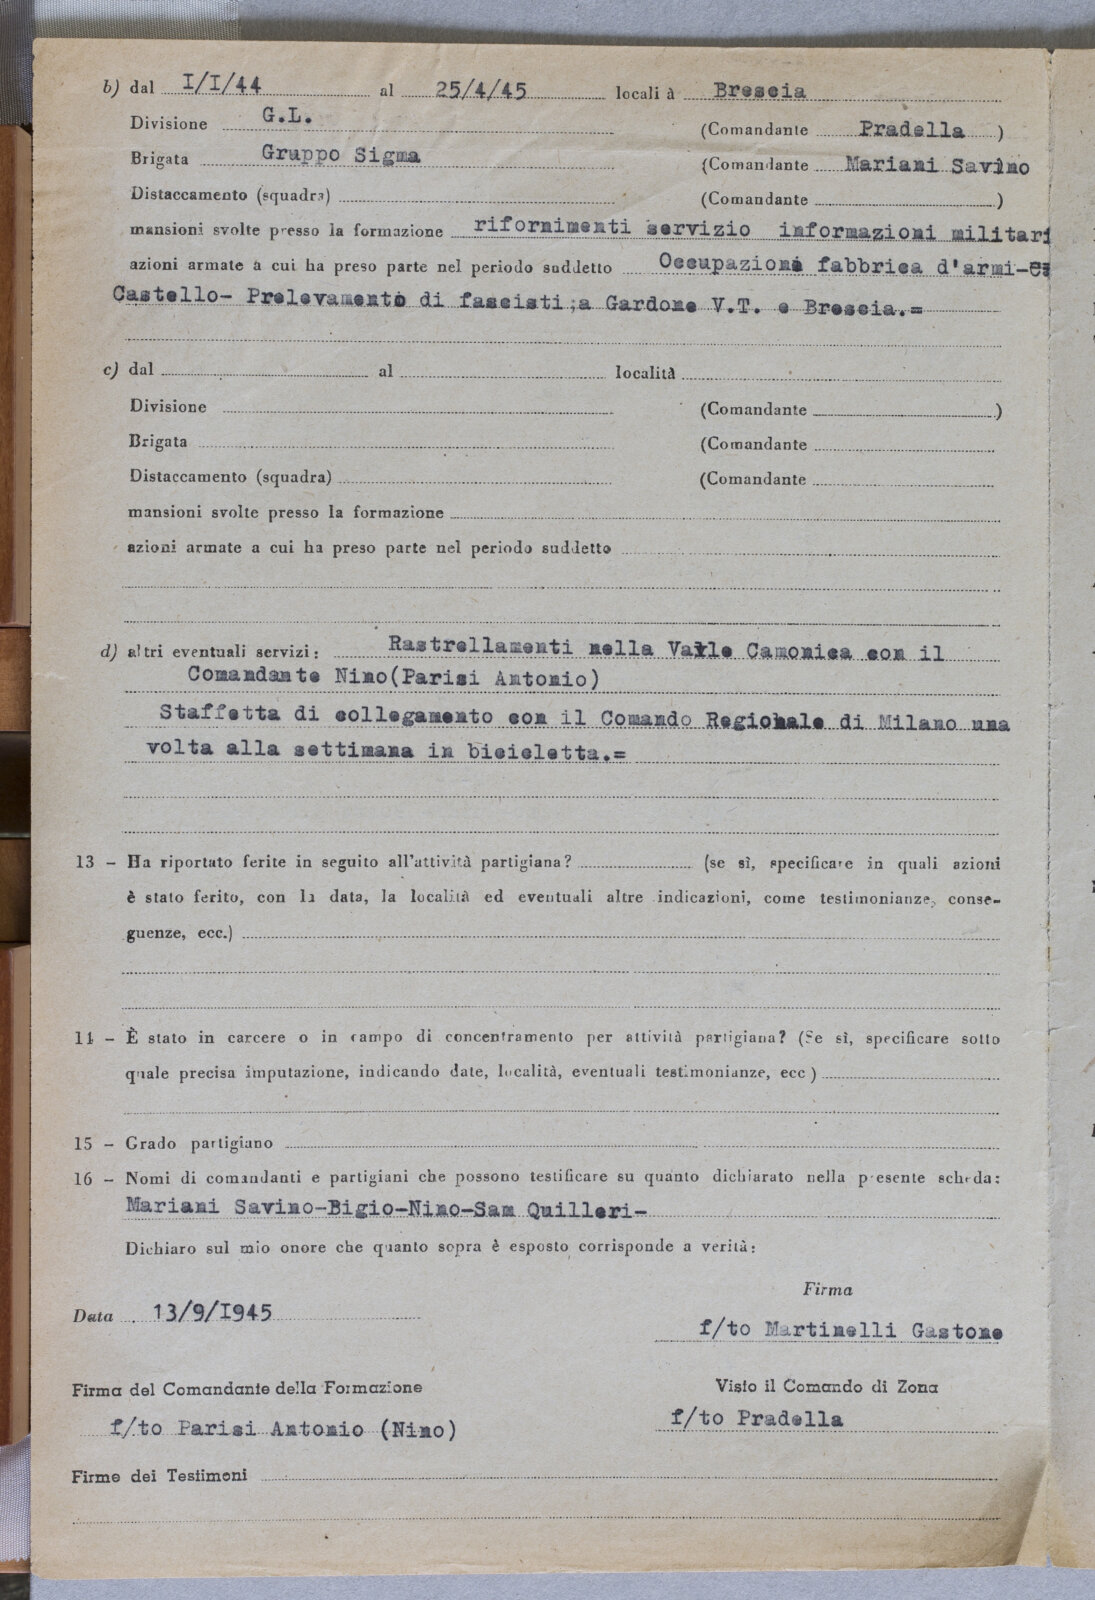 b) dal I/I/44 al 25/4/45 locali à Brescia
Divisione G.L. (Comandante Pradella )
Brigata Gruppo Sigma (Comandante Mariani Savino
Distaccamento (squadra) (Comandante )
mansioni svolte presso la formazione rifornimenti servizio informazioni militari
azioni armate a cui ha preso parte nel periodo suddetto Occupazione fabbrica d'armi-
Castello- Prelevamento di fascisti ;a Gardone V.T. e Brescia.=
c) dal al località
Divisione (Comandante )
Brigata (Comandante
Distaccamento (squadra) (Comandante
mansioni svolte presso la formazione
azioni armate a cui ha preso parte nel periodo suddetto
d) altri eventuali servizi: Rastrellamenti nella Valle Camonica con il
Comandante Nino(Parisi Antonio)
Staffetta di collegamento con il Comando Regionale di Milano una
volta alla settimana in bicicletta.=
13 - Ha riportato ferite in seguito all'attività partigiana? (se sì, specificare in quali azioni
è stato ferito, con la data, la località ed eventuali altre indicazioni, come testimonianze, conse-
guenze, ecc.)
14 - È stato in carcere o in campo di concentramento per attività partigiana? (Se sì, specificare sotto
quale precisa imputazione, indicando date, località, eventuali testimonianze, ecc )
15 - Grado partigiano
16 - Nomi di comandanti e partigiani che possono testificare su quanto dichiarato nella presente scheda:
Mariani Savino-Bigio-Nino-Sam Quilleri-
Dichiaro sul mio onore che quanto sopra è esposto corrisponde a verità:
Firma
Data 13/9/1945
f/to Martinelli Gastone
Firma del Comandante della Formazione Visto il Comando di Zona
f/to Parisi Antonio (Nino) f/to Pradella
Firme dei Testimoni